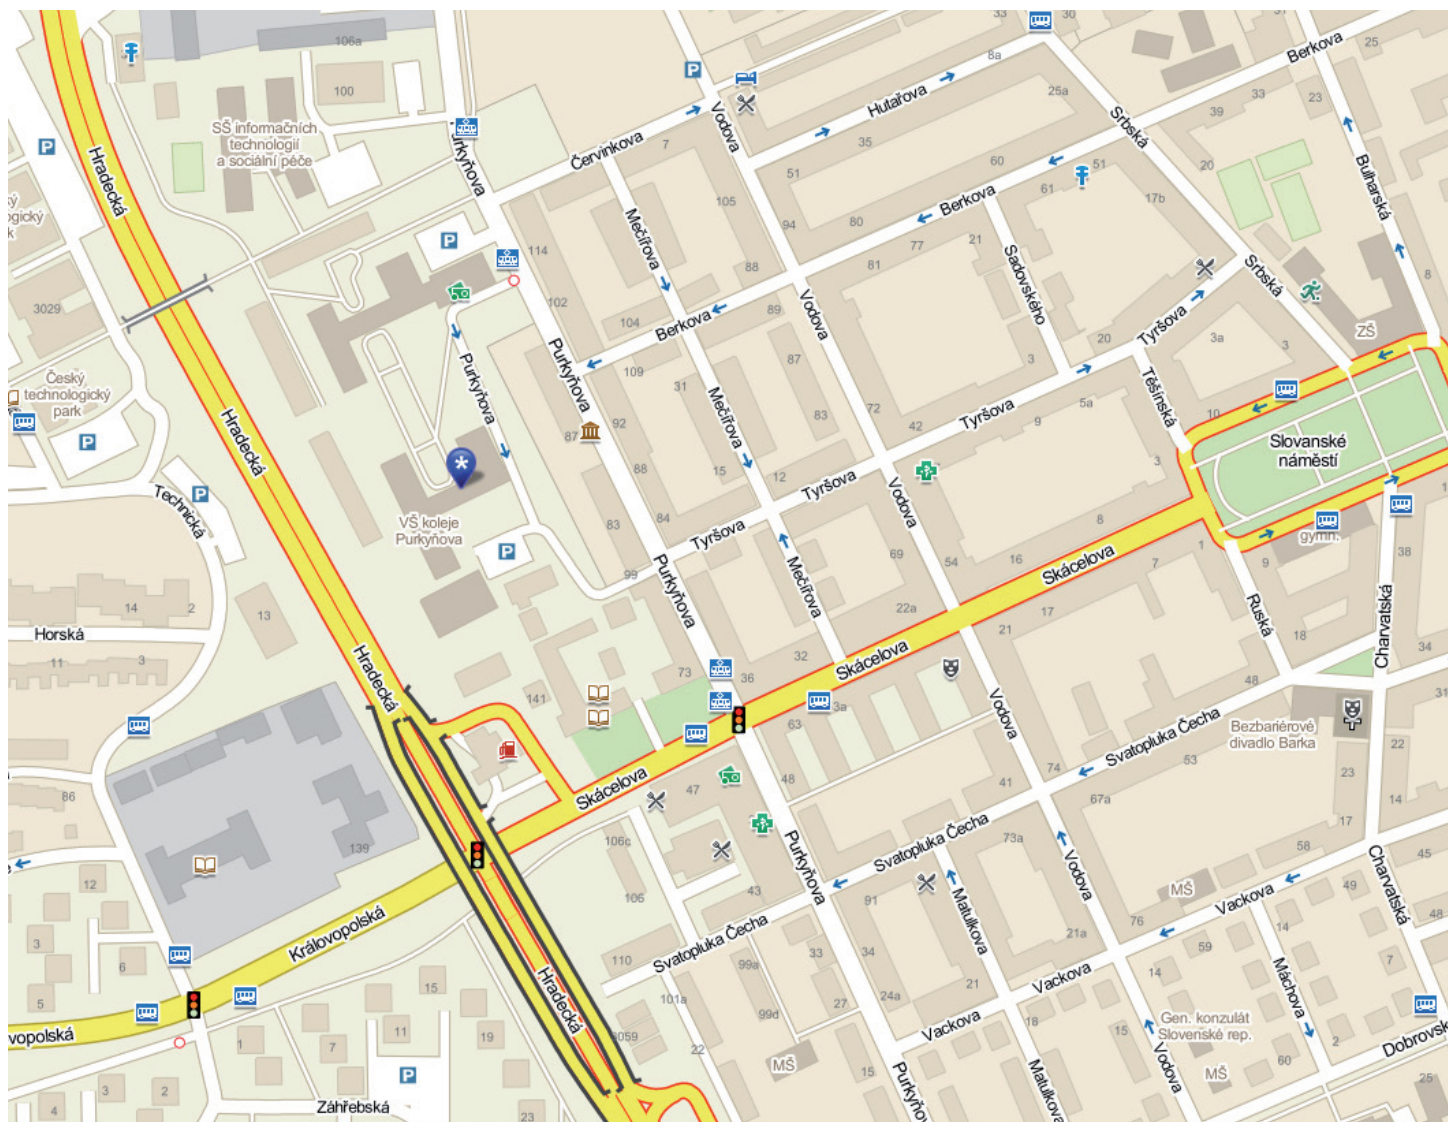 33
30
106a
8a
25
Berkova
100
25a
39
33
23
Hutařova
Vodova
Srbská
SŠ informačních
technologií
a sociální péče
Purkyňova
Červinkova
7
35
60
51
20
Bulharská
Hradecká
51
61
17b
105
Berkova
94
80
Mečířova
114
77
21
Sadovského
Srbská
88
81
8
3029
102
104
Berkova
89
Vodova
Purkyňova
Purkyňova
109
87
3
20
Tyršova
3a
3
ZŠ
Český
technologický
park
31
Těšínská
Hradecká
92
Mečířova
83
72
42
Tyršova
9
5a
10
87
Slovanské
náměstí
88
15
12
3
Technická
Tyršova
Vodova
VŠ koleje
Purkyňova
83
84
Tyršova
8
gymn.
1
38
69
54
16
Skácelova
7
9
99
Purkyňova
Mečířova
14
2
13
22a
17
Ruská
Charvatská
Horská
21
18
11
3
32
Skácelova
34
Hradecká
73
36
48
31
141
3a
63
Vodova
Svatopluka Čecha
Bezbariérové
divadlo Barka
22
74
53
23
41
48
47
Skácelova
86
67a
14
17
106c
73a
Svatopluka Čecha
139
58
45
Purkyňova
Vodova
Charvatská
12
106
43
91
Matulkova
MŠ
Vackova
49
48
Královopolská
76
14
3
Svatopluka Čecha
33
34
21a
59
7
6
110
99a
Máchova
Vackova
14
15
Hradecká
101a
27
24a
21
5
99d
18
15
Gen. konzulát
Slovenské rep.
Vackova
2
Dobrovsk
vopolská
11
19
3059
1
7
22
MŠ
15
Matulkova
Vodova
60
MŠ
3
2
Purkyňova
25
4
Záhřebská
23